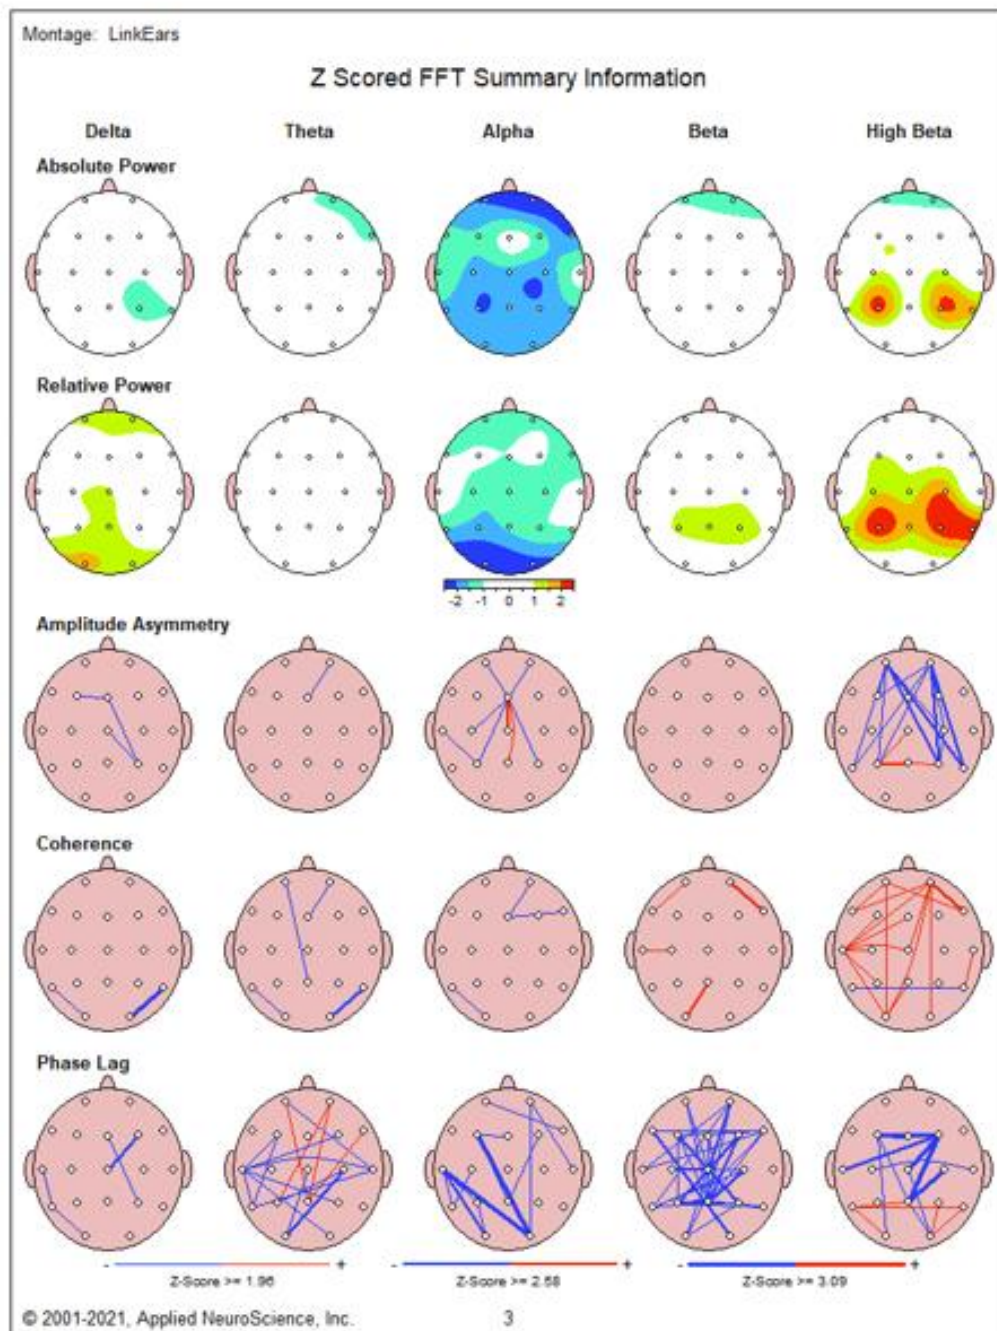 Montage: LinkEars
Z Scored FFT Summary Information
Delta Theta Alpha Beta High Beta
Absolute Power
Relative Power
-2 -1 0 1 2
Amplitude Asymmetry
Coherence
Phase Lag
- + - + - +
Z-Score >= 1.96 Z-Score >= 2.58 Z-Score >= 3.09
© 2001-2021, Applied NeuroScience, Inc. 3